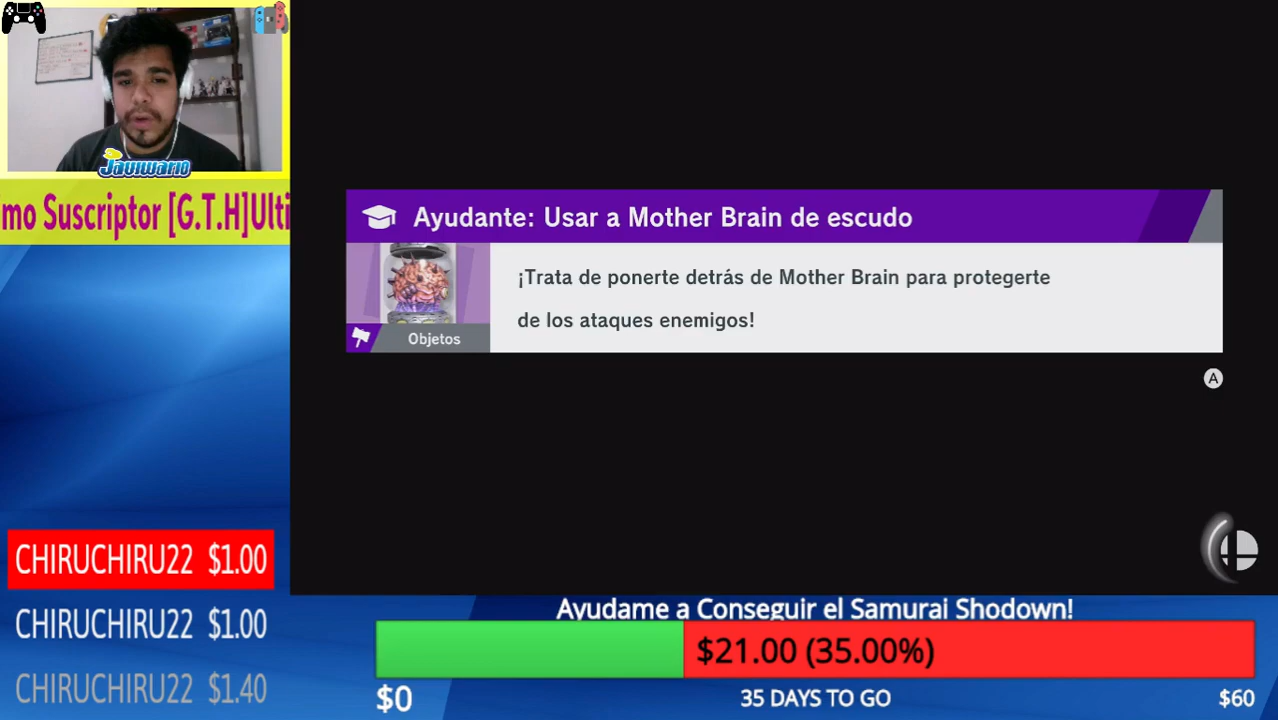 Javiwario
mo Suscriptor [G.T.H]Ulti
Ayudante: Usar a Mother Brain de escudo
¡Trata de ponerte detrás de Mother Brain para protegerte
de los ataques enemigos!
Objetos
A
CHIRUCHIRU22 $1.00
CHIRUCHIRU22 $1.00
CHIRUCHIRU22 $1.40
Ayudame a Conseguir el Samurai Shodown!
$21.00 (35.00%)
$0
35 DAYS TO GO
$60